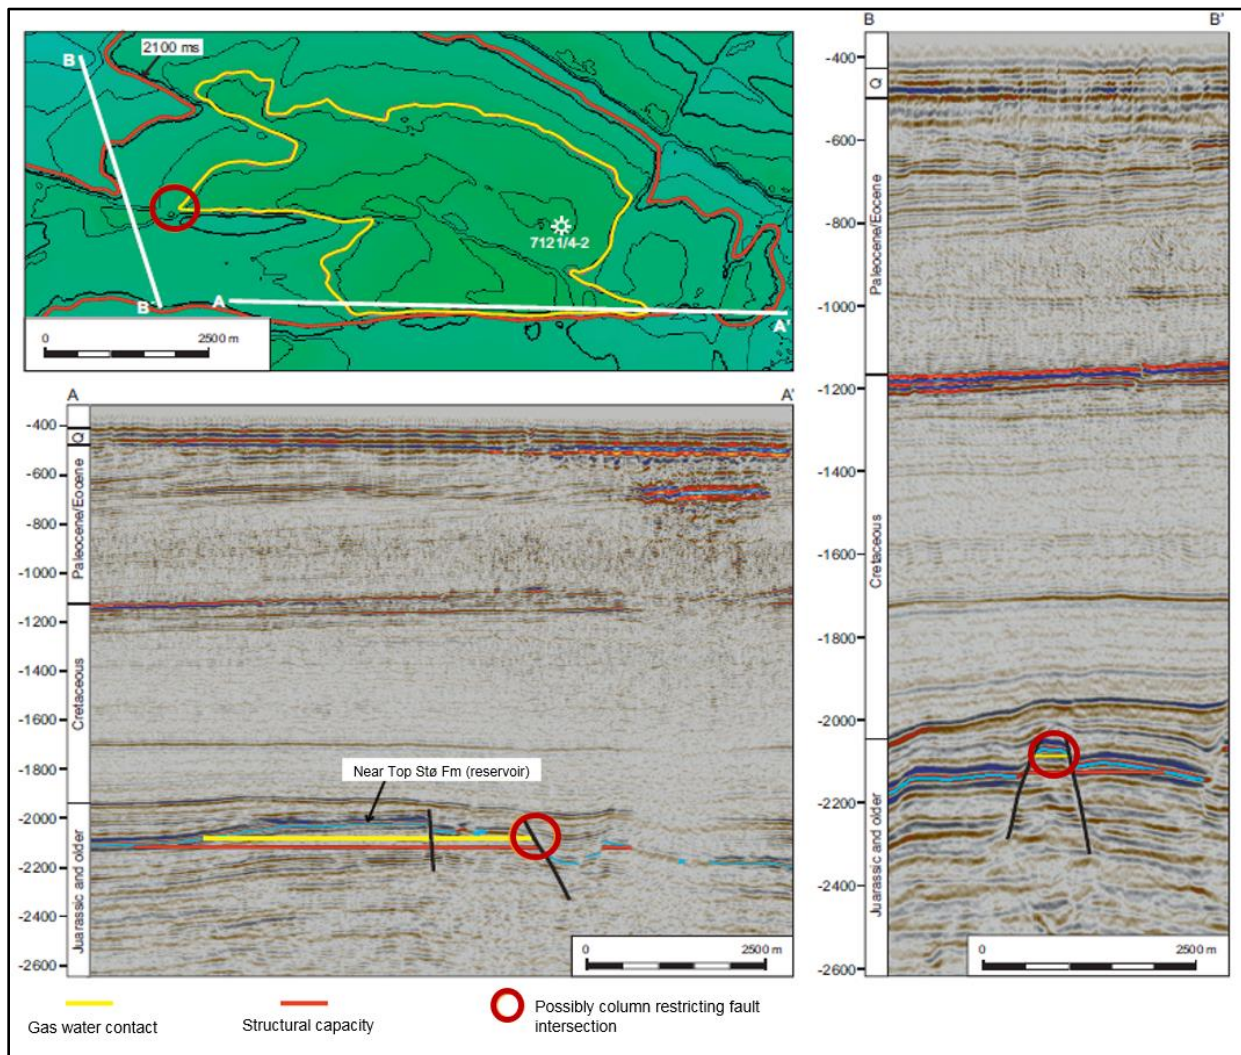 B
B'
2100 ms
B
7121/4-2
B'
A
A'
0
2500 m
A
A'
-400
Q
-600
Paleocene/Eocene
-800
-1000
-1200
Cretaceous
-1400
-1600
-1800
Near Top Stø Fm (reservoir)
-2000
Juarassic and older
-2200
-2400
-2600
0
2500 m
-400
Q
-600
Paleocene/Eocene
-800
-1000
-1200
-1400
Cretaceous
-1600
-1800
-2000
-2200
Juarassic and older
-2400
-2600
0
2500 m
Gas water contact
Structural capacity
Possibly column restricting fault
intersection